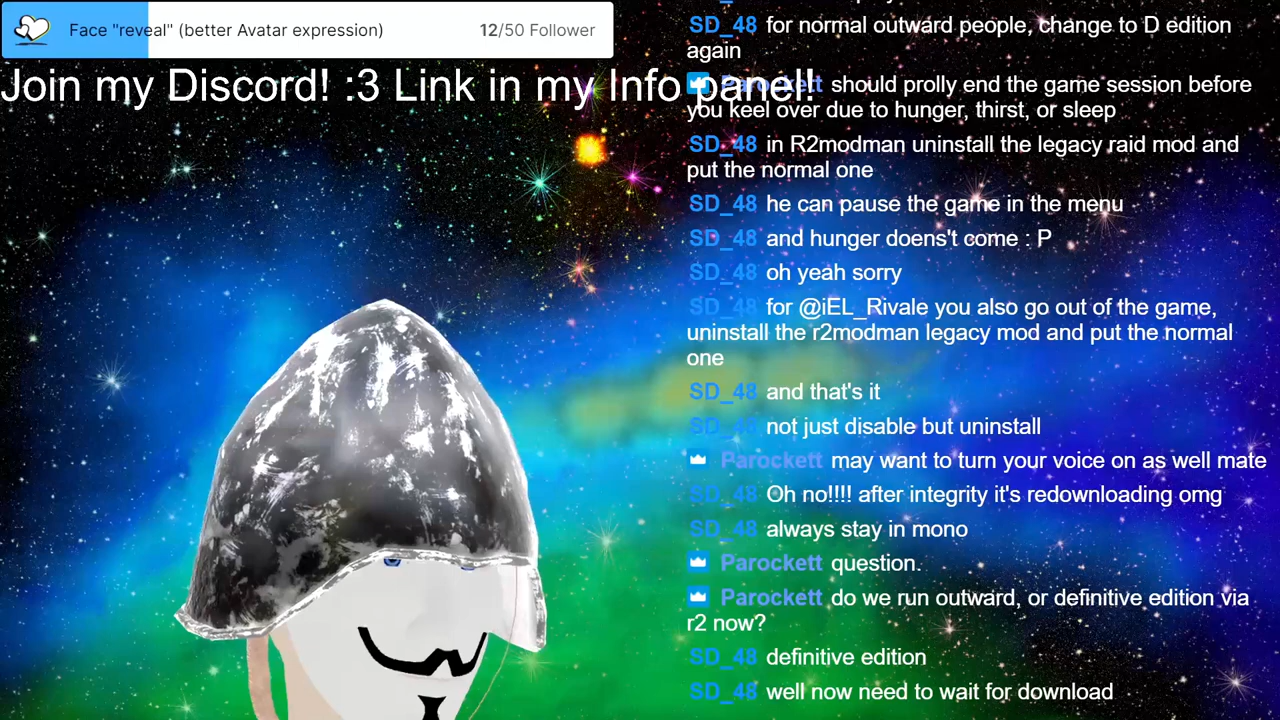 Face "reveal" (better Avatar expression) 12/50 Follower
Join my Discord! :3 Link in my Info panel!
SD_48 for normal outward people, change to D edition
again
Parockett should prolly end the game session before
you keel over due to hunger, thirst, or sleep
SD_48 in R2modman uninstall the legacy raid mod and
put the normal one
SD_48 he can pause the game in the menu
SD_48 and hunger doens't come : P
SD_48 oh yeah sorry
SD_48 for @iEL_Rivale you also go out of the game,
uninstall the r2modman legacy mod and put the normal
one
SD_48 and that's it
SD_48 not just disable but uninstall
Parockett may want to turn your voice on as well mate
SD_48 Oh no!!!! after integrity it's redownloading omg
SD_48 always stay in mono
Parockett question.
Parockett do we run outward, or definitive edition via
r2 now?
SD_48 definitive edition
SD_48 well now need to wait for download